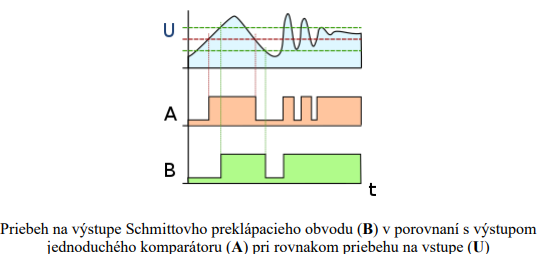 U
A
B
t
Priebeh na výstupe Schmittovho preklápacieho obvodu (B) v porovnaní s výstupom
jednoduchého komparátoru (A) pri rovnakom priebehu na vstupe (U)